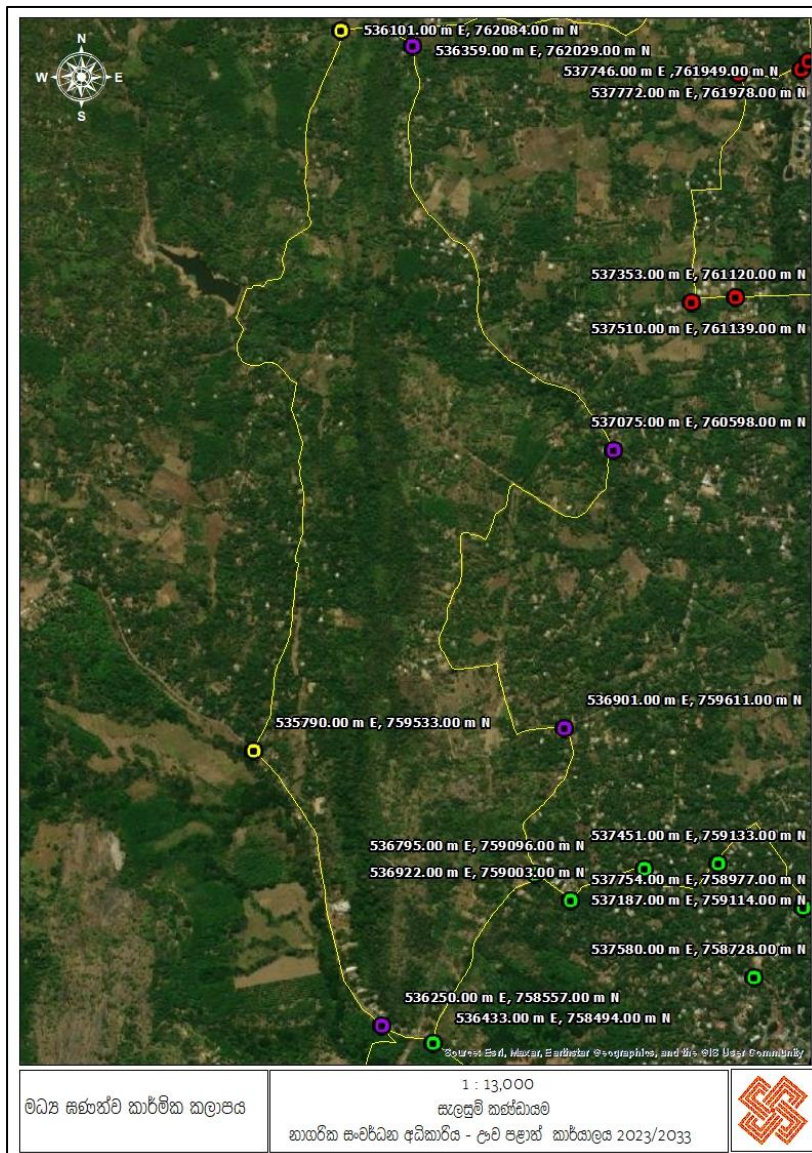 536101.00 m E, 762084.00 m N
N
536359.00 m E, 762029.00 m N
537746.00 m E ,761949.00 m N
W E
537772.00 m E, 761978.00 m N
S
537353.00 m E, 761120.00 m N
537510.00 m E, 761139.00 m N
537075.00 m E, 760598.00 m N
536901.00 m E, 759611.00 m N
535790.00 m E, 759533.00 m N
537451.00 m E, 759133.00 m N
536795.00 m E, 759096.00 m N
536922.00 m E, 759003.00 m N
537754.00 m E, 758977.00 m N
537187.00 m E, 759114.00 m N
537580.00 m E, 758728.00 m N
536250.00 m E, 758557.00 m N
536433.00 m E, 758494.00 m N
Source: Esri, Maxar, Earthstar Geographics, and the GIS User Community
මධ්‍ය ඝණත්ව කාර්මික කලාපය
1 : 13,000
සැලසුම් කණ්ඩායම
නාගරික සංවර්ධන අධිකාරිය - ඌව පළාත් කාර්යාලය 2023/2033